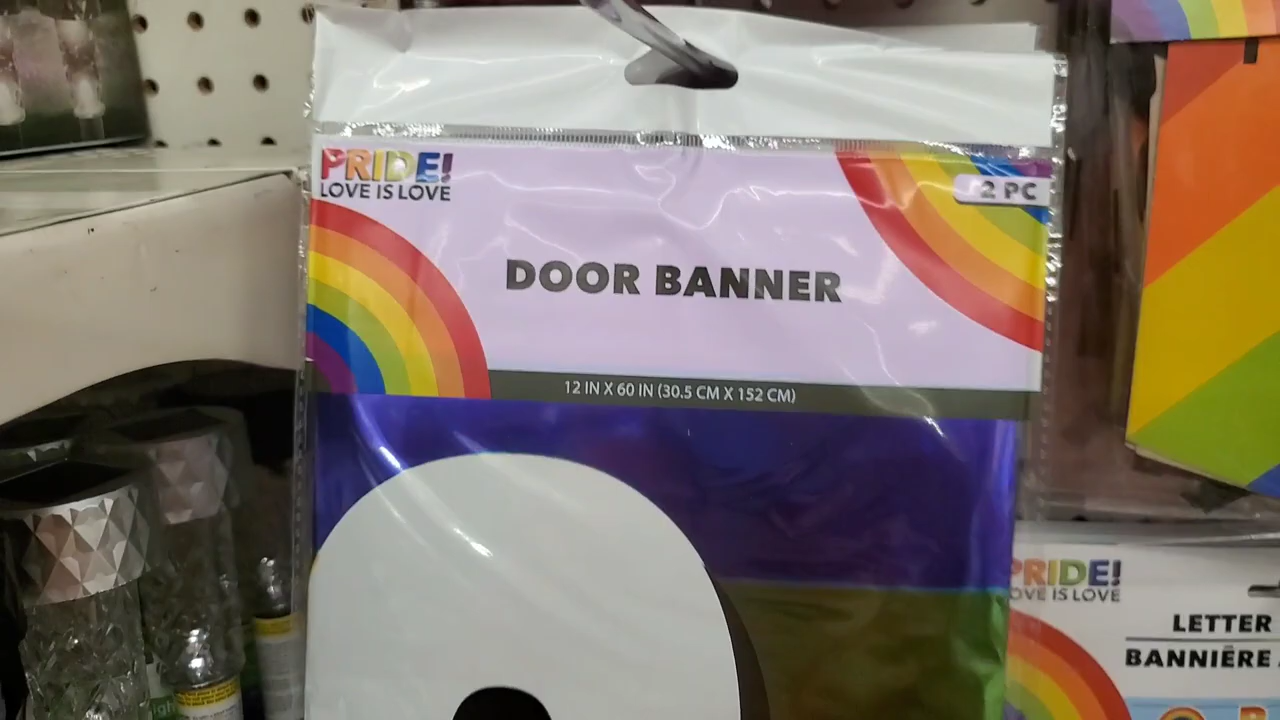 PRIDE!
LOVE IS LOVE
2 PC
DOOR BANNER
12 IN X 60 IN (30.5 CM X 152 CM)
PRIDE!
OVE IS LOVE
LETTER
BANNIÈRE